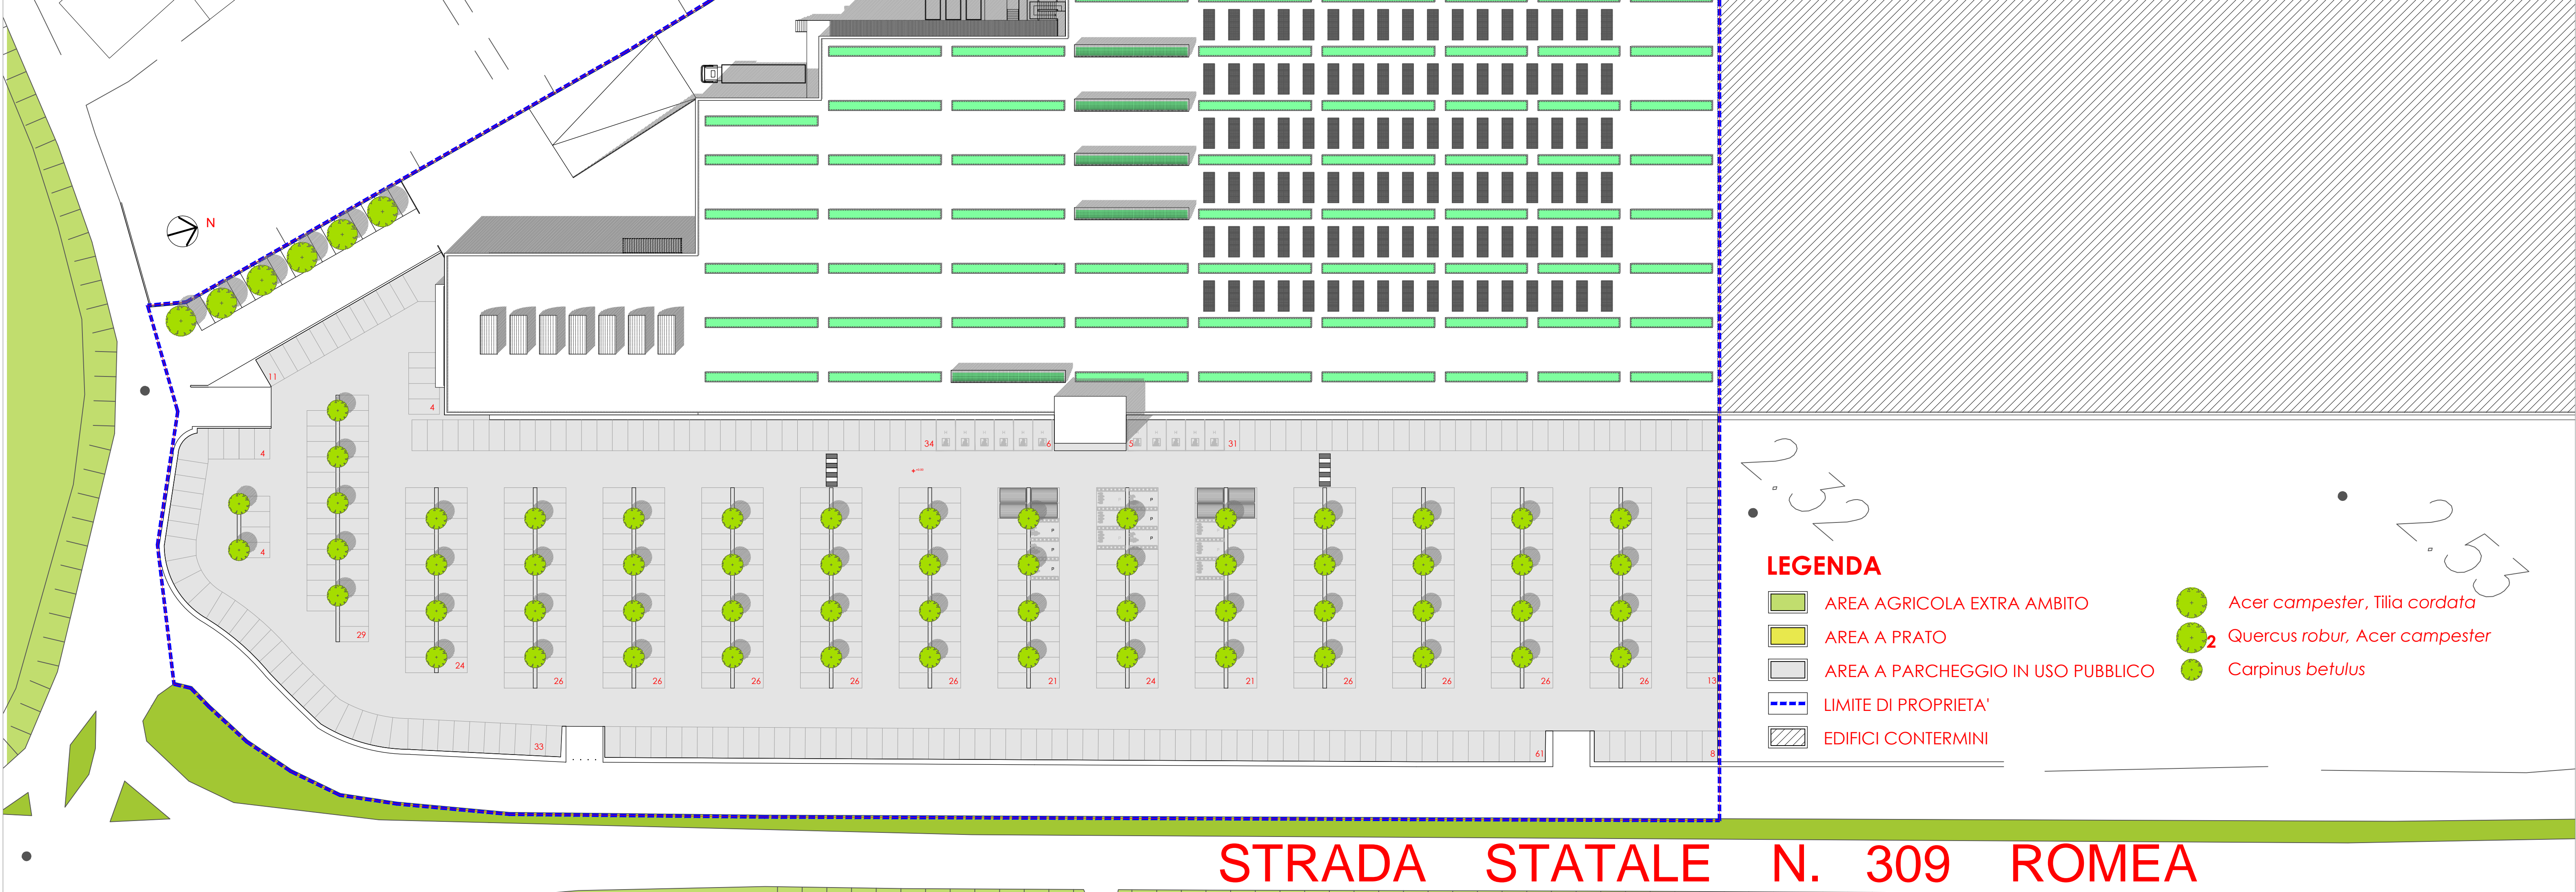 N
11
4
34
6
5
31
4
4
29
24
26
26
26
26
26
21
24
21
26
26
26
26
13
P
P
P
P
P
P
33
61
8
2.32
2.53
LEGENDA
AREA AGRICOLA EXTRA AMBITO
AREA A PRATO
AREA A PARCHEGGIO IN USO PUBBLICO
LIMITE DI PROPRIETA'
EDIFICI CONTERMINI
Acer campester, Tilia cordata
2 Quercus robur, Acer campester
Carpinus betulus
STRADA STATALE N. 309 ROMEA